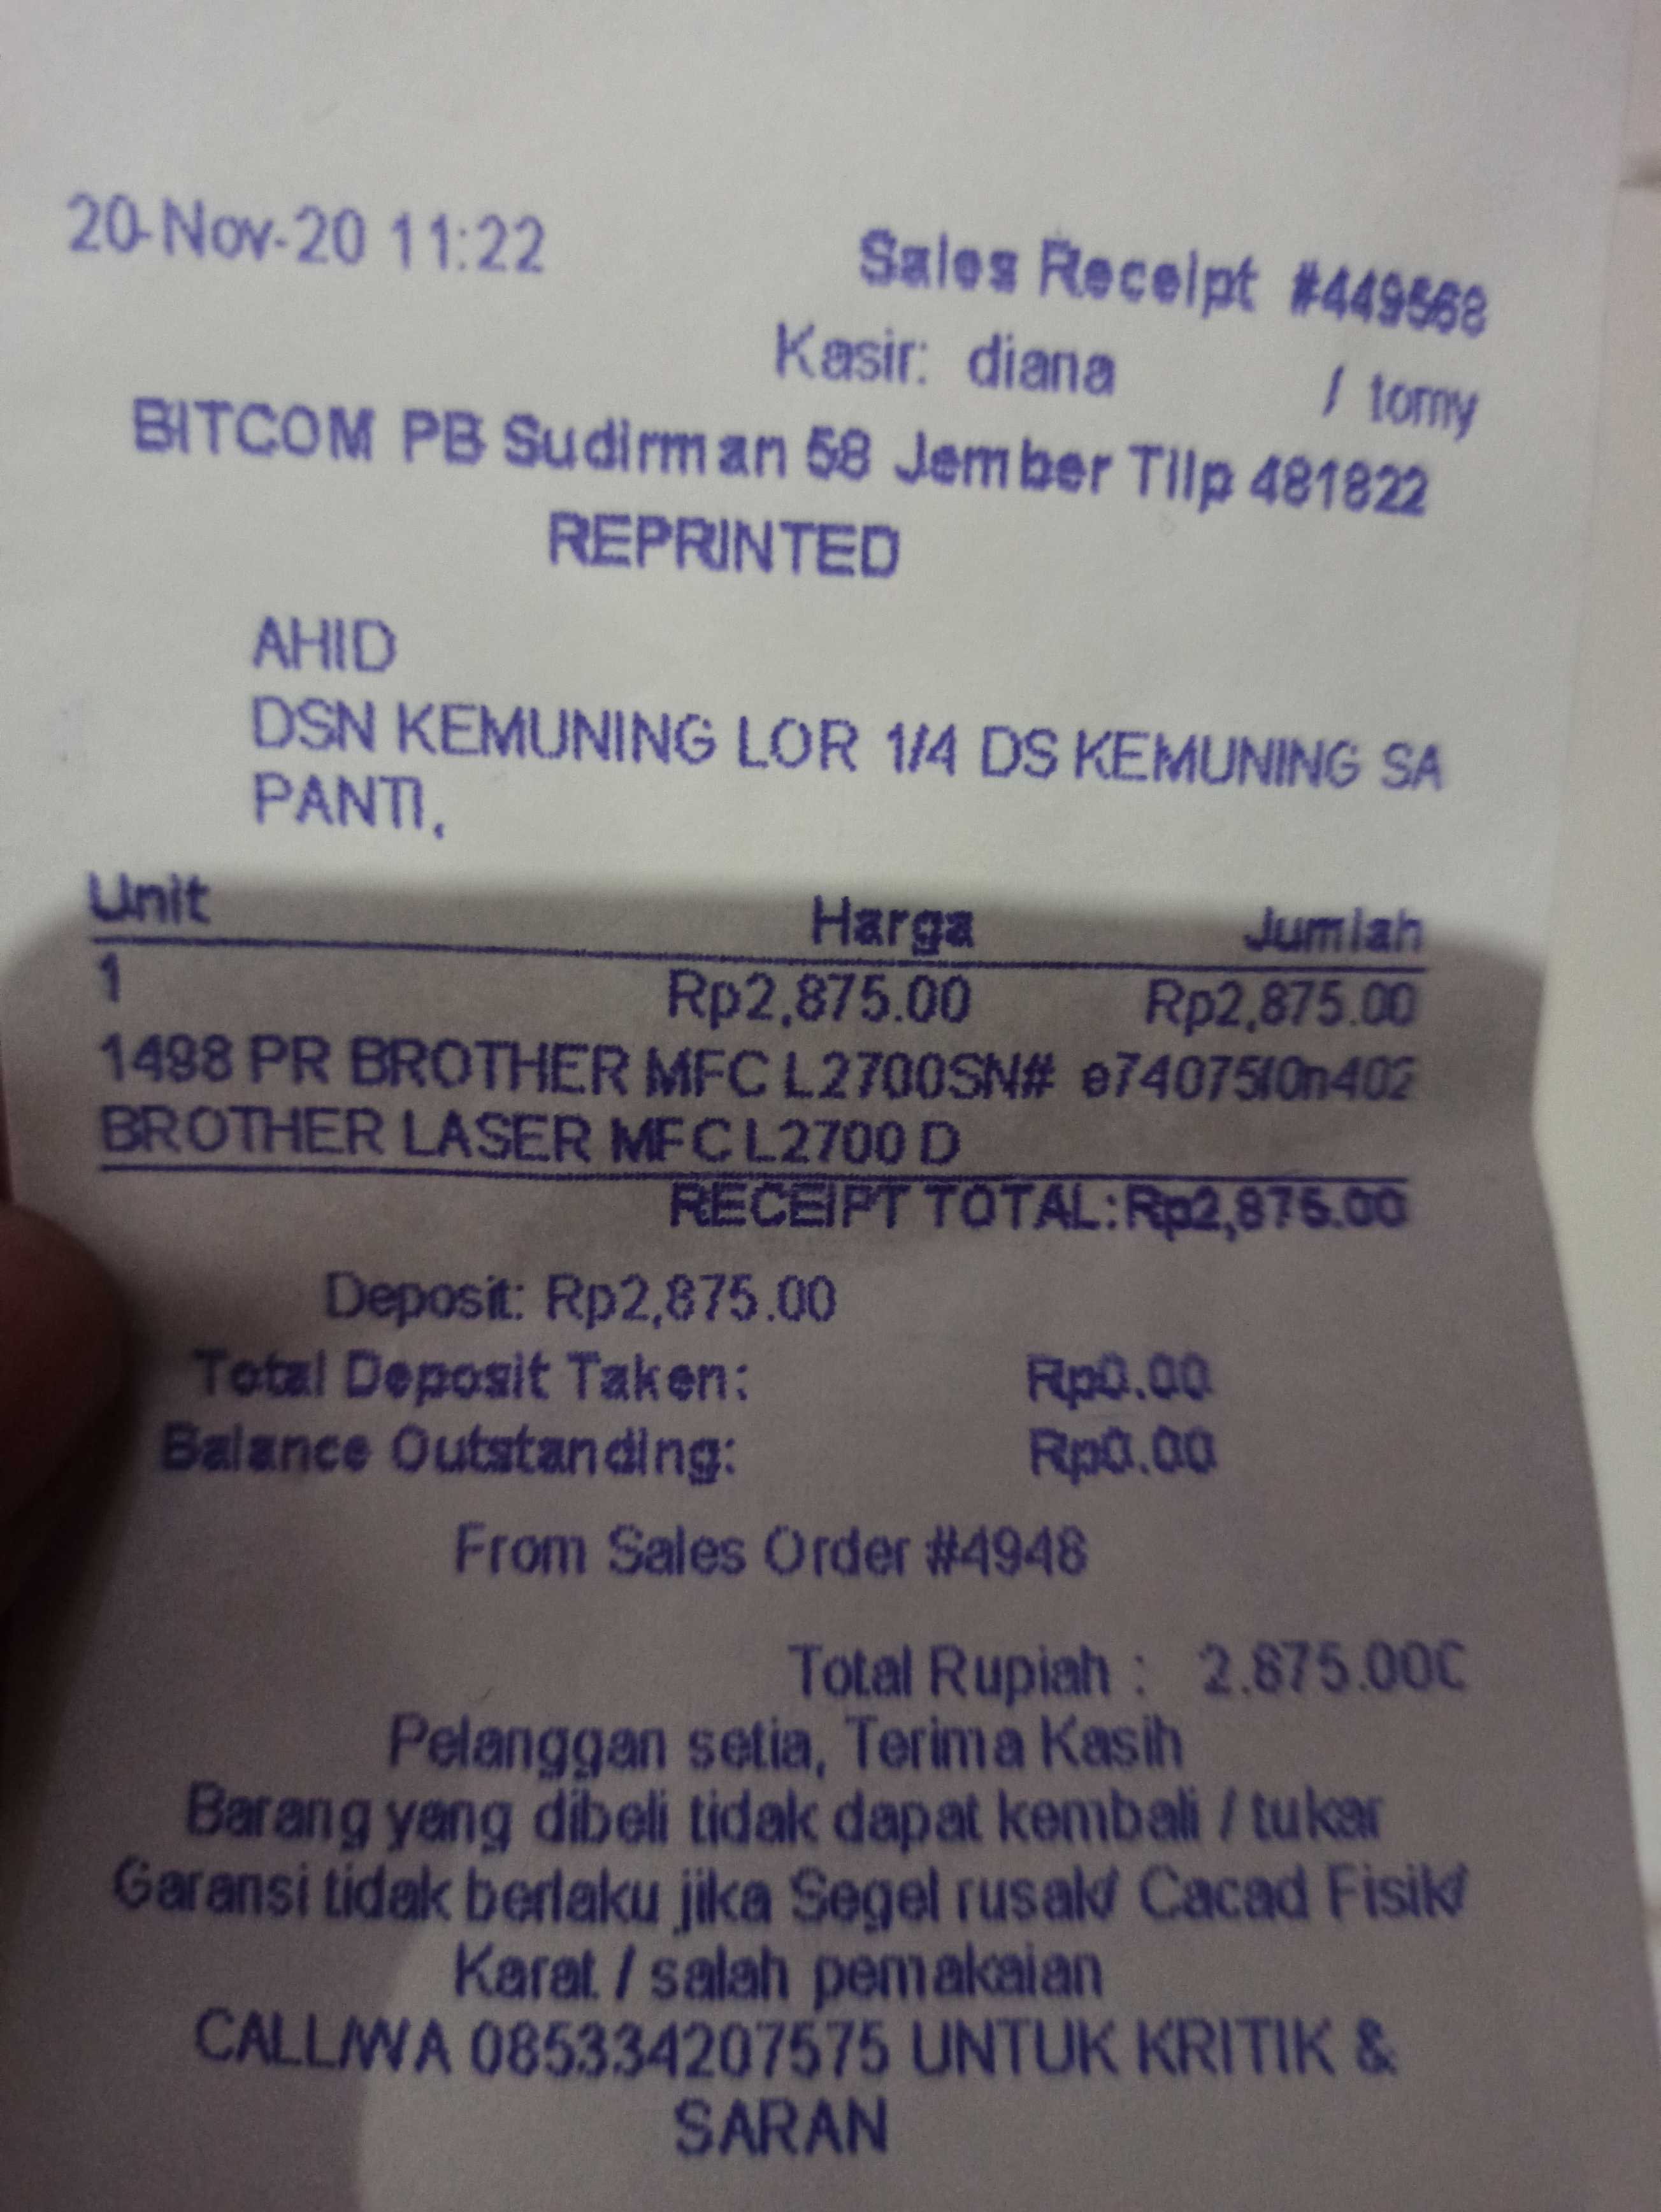 20-Nov-20 11:22
Sales Receipt #449568
Kasir: diana / tomy
BITCOM PB Sudirman 58 Jember Tllp 481822
REPRINTED
AHID
DSN KEMUNING LOR 1/4 DS KEMUNING SA
PANTI,
Unit Harga Jumlah
1 Rp2,875.00 Rp2,875.00
1498 PR BROTHER MFC L2700SN#
BROTHER LASER MFC L2700 D
RECEIPT TOTAL: Rp2,875.00
Deposit: Rp2,875.00
Total Deposit Taken: Rp0.00
Balance Outstanding: Rp0.00
From Sales Order #4948
Total Rupiah : 2.875.000
Pelanggan setia, Terima Kasih
Barang yang dibeli tidak dapat kembali / tukar
Garansi tidak berlaku jika Segel rusak/ Cacad Fisik/
Karat / salah pemakaian
CALL/WA 085334207575 UNTUK KRITIK &
SARAN